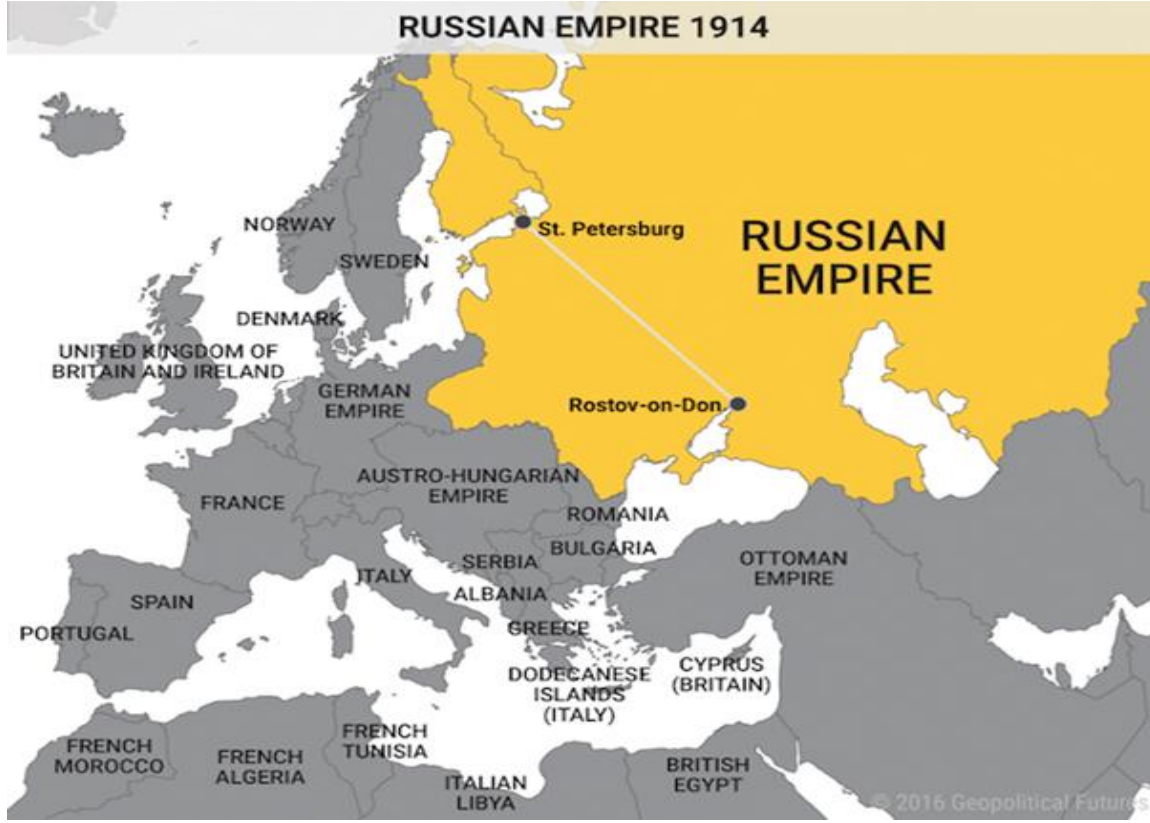 RUSSIAN EMPIRE 1914
NORWAY
St. Petersburg
RUSSIAN
EMPIRE
SWEDEN
DENMARK
UNITED KINGDOM OF
BRITAIN AND IRELAND
GERMAN
EMPIRE
Rostov-on-Don
AUSTRO-HUNGARIAN
EMPIRE
FRANCE
ROMANIA
BULGARIA
SERBIA
OTTOMAN
EMPIRE
ITALY
ALBANIA
SPAIN
PORTUGAL
GREECE
CYPRUS
(BRITAIN)
DODECANESE
ISLANDS
(ITALY)
FRENCH
MOROCCO
FRENCH
ALGERIA
FRENCH
TUNISIA
ITALIAN
LIBYA
BRITISH
EGYPT
© 2016 Geopolitical Futures